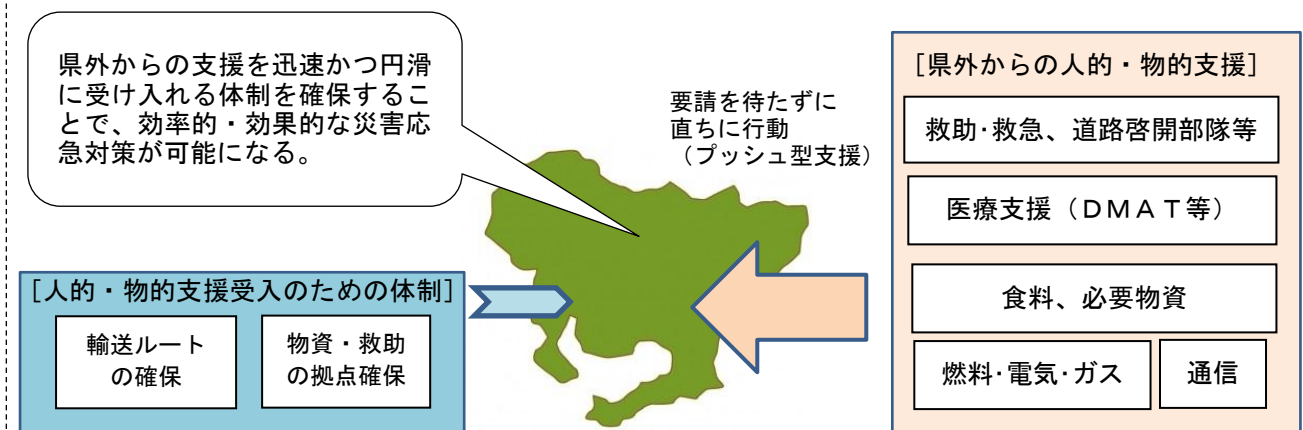 県外からの支援を迅速かつ円滑
に受け入れる体制を確保するこ
とで、効率的・効果的な災害応
急対策が可能になる。
要請を待たずに
直ちに行動
（プッシュ型支援）
［県外からの人的・物的支援］
救助・救急、道路啓開部隊等
医療支援（ＤＭＡＴ等）
食料、必要物資
燃料・電気・ガス
通信
［人的・物的支援受入のための体制］
輸送ルート
の確保
物資・救助
の拠点確保